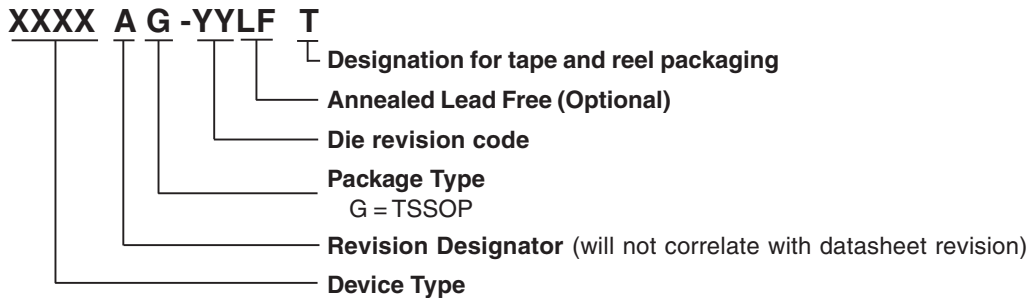 XXXX A G -YYLF T
Designation for tape and reel packaging
Annealed Lead Free (Optional)
Die revision code
Package Type
G = TSSOP
Revision Designator (will not correlate with datasheet revision)
Device Type